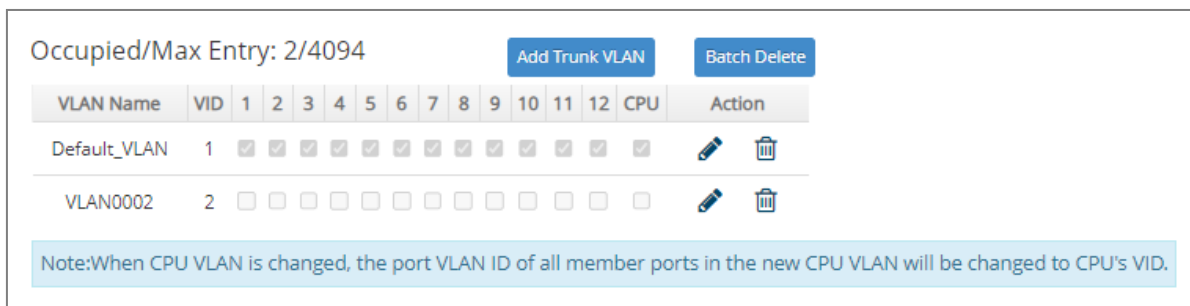 Occupied/Max Entry: 2/4094 Add Trunk VLAN Batch Delete
VLAN Name VID 1 2 3 4 5 6 7 8 9 10 11 12 CPU Action
Default_VLAN 1
VLAN0002 2
Note:When CPU VLAN is changed, the port VLAN ID of all member ports in the new CPU VLAN will be changed to CPU's VID.